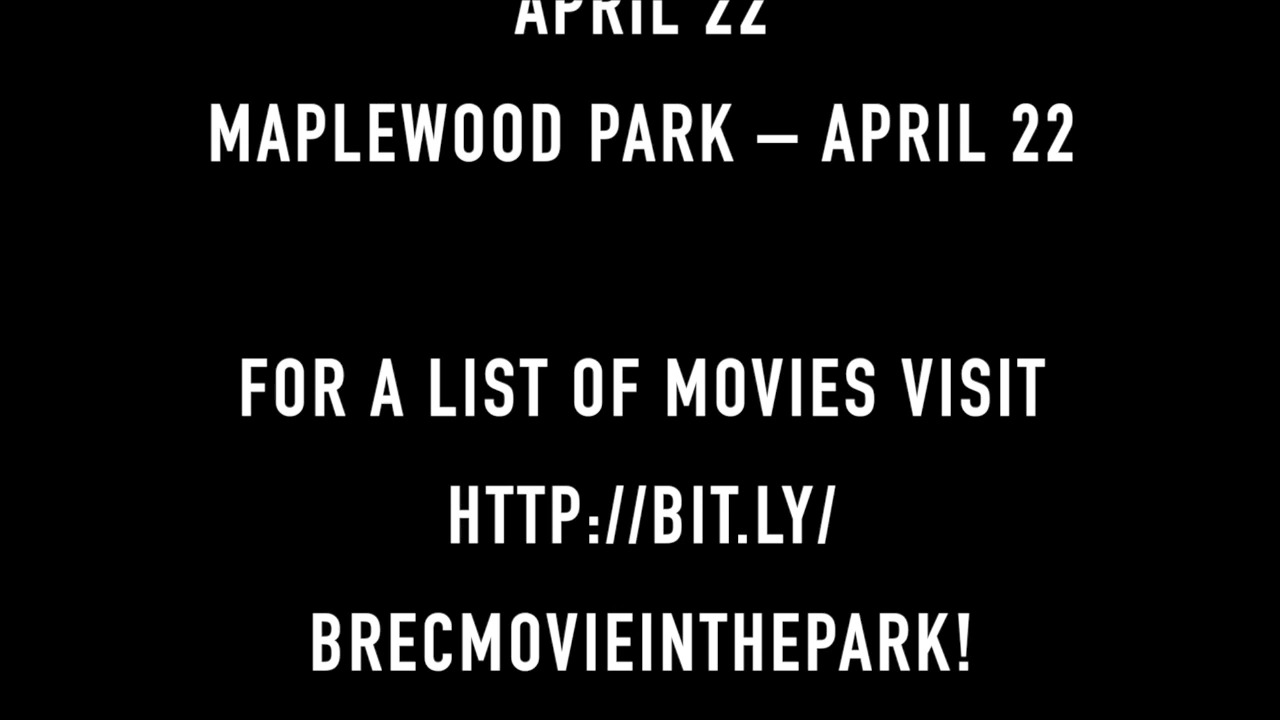 APRIL 22
MAPLEWOOD PARK – APRIL 22
FOR A LIST OF MOVIES VISIT
HTTP://BIT.LY/
BRECMOVIEINTHEPARK!